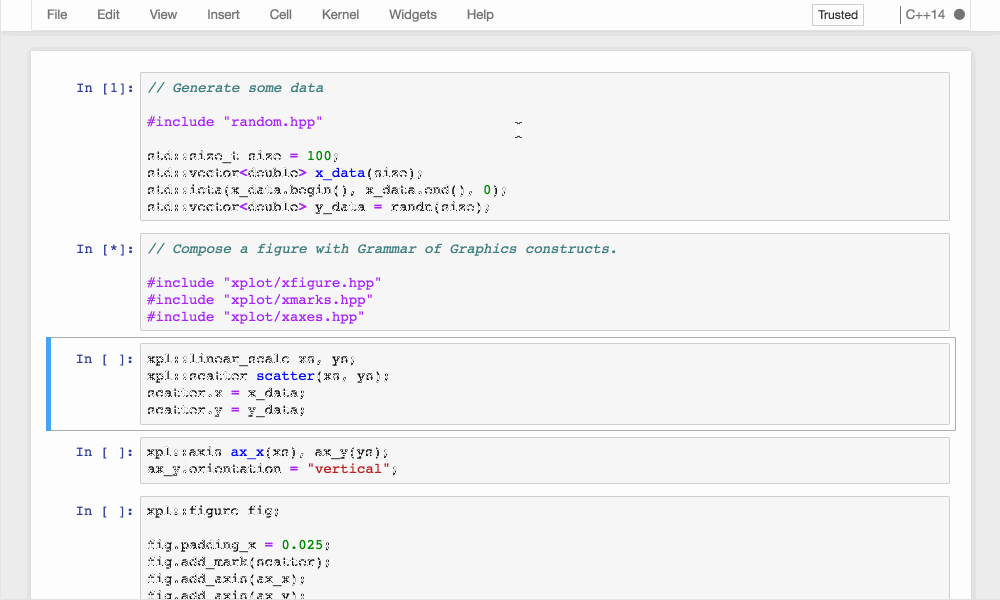 File Edit View Insert Cell Kernel Widgets Help Trusted C++14
In [1]: // Generate some data
#include "random.hpp"
std::size_t size = 100;
std::vector<double> x_data(size);
std::iota(x_data.begin(), x_data.end(), 0);
std::vector<double> y_data = randn(size);
In [*]: // Compose a figure with Grammar of Graphics constructs.
#include "xplot/xfigure.hpp"
#include "xplot/xmarks.hpp"
#include "xplot/xaxes.hpp"
In [ ]: xpl::linear_scale xs, ys;
xpl::scatter scatter(xs, ys);
scatter.x = x_data;
scatter.y = y_data;
In [ ]: xpl::axis ax_x(xs), ax_y(ys);
ax_y.orientation = "vertical";
In [ ]: xpl::figure fig;
fig.padding_x = 0.025;
fig.add_mark(scatter);
fig.add_axis(ax_x);
fig.add_axis(ax_y);